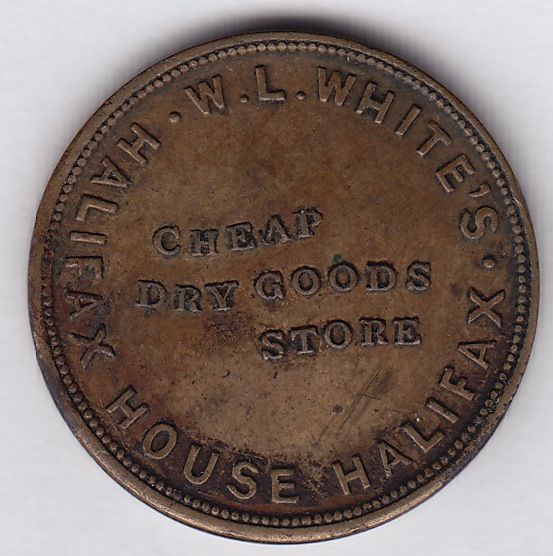 · W. L. WHITE'S ·
HALIFAX HOUSE HALIFAX
CHEAP
DRY GOODS
STORE